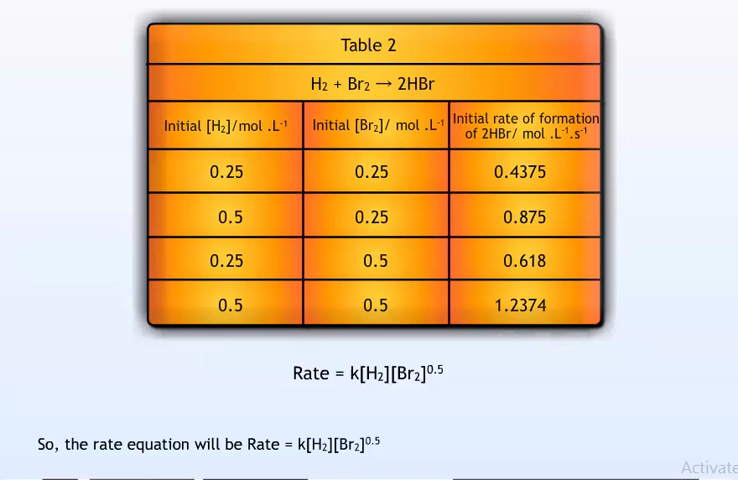 Table 2
H₂ + Br₂ → 2HBr
Initial [H₂]/mol .L⁻¹ Initial [Br₂]/ mol .L⁻¹ Initial rate of formation of 2HBr/ mol .L⁻¹.s⁻¹
0.25 0.25 0.4375
0.5 0.25 0.875
0.25 0.5 0.618
0.5 0.5 1.2374
Rate = k[H₂][Br₂]⁰·⁵
So, the rate equation will be Rate = k[H₂][Br₂]⁰·⁵
Activate